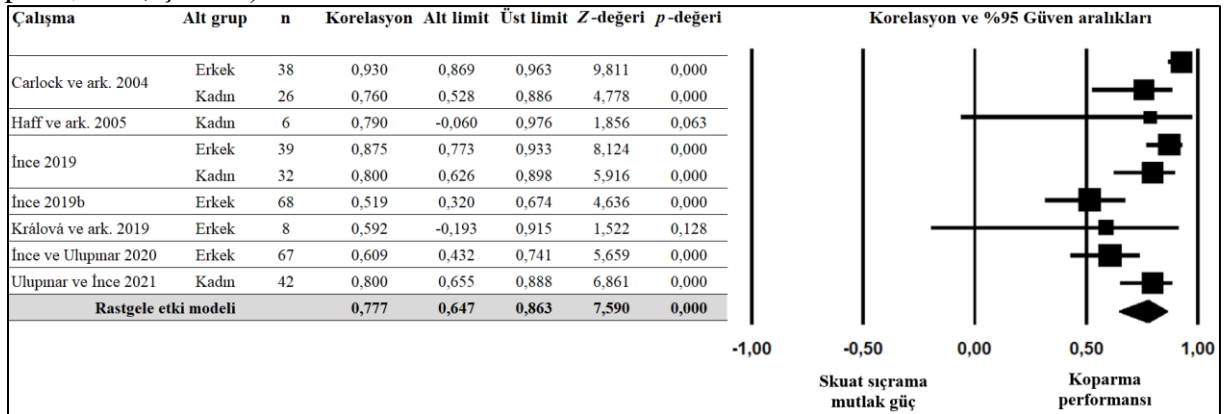 Çalışma Alt grup n Korelasyon Alt limit Üst limit Z-değeri p-değeri Korelasyon ve %95 Güven aralıkları
Carlock ve ark. 2004 Erkek 38 0,930 0,869 0,963 9,811 0,000
Kadın 26 0,760 0,528 0,886 4,778 0,000
Haff ve ark. 2005 Kadın 6 0,790 -0,060 0,976 1,856 0,063
İnce 2019 Erkek 39 0,875 0,773 0,933 8,124 0,000
Kadın 32 0,800 0,626 0,898 5,916 0,000
İnce 2019b Erkek 68 0,519 0,320 0,674 4,636 0,000
Králová ve ark. 2019 Erkek 8 0,592 -0,193 0,915 1,522 0,128
İnce ve Ulupınar 2020 Erkek 67 0,609 0,432 0,741 5,659 0,000
Ulupınar ve İnce 2021 Kadın 42 0,800 0,655 0,888 6,861 0,000
Rastgele etki modeli 0,777 0,647 0,863 7,590 0,000
-1,00 -0,50 0,00 0,50 1,00
Skuat sıçrama Koparma
mutlak güç performansı